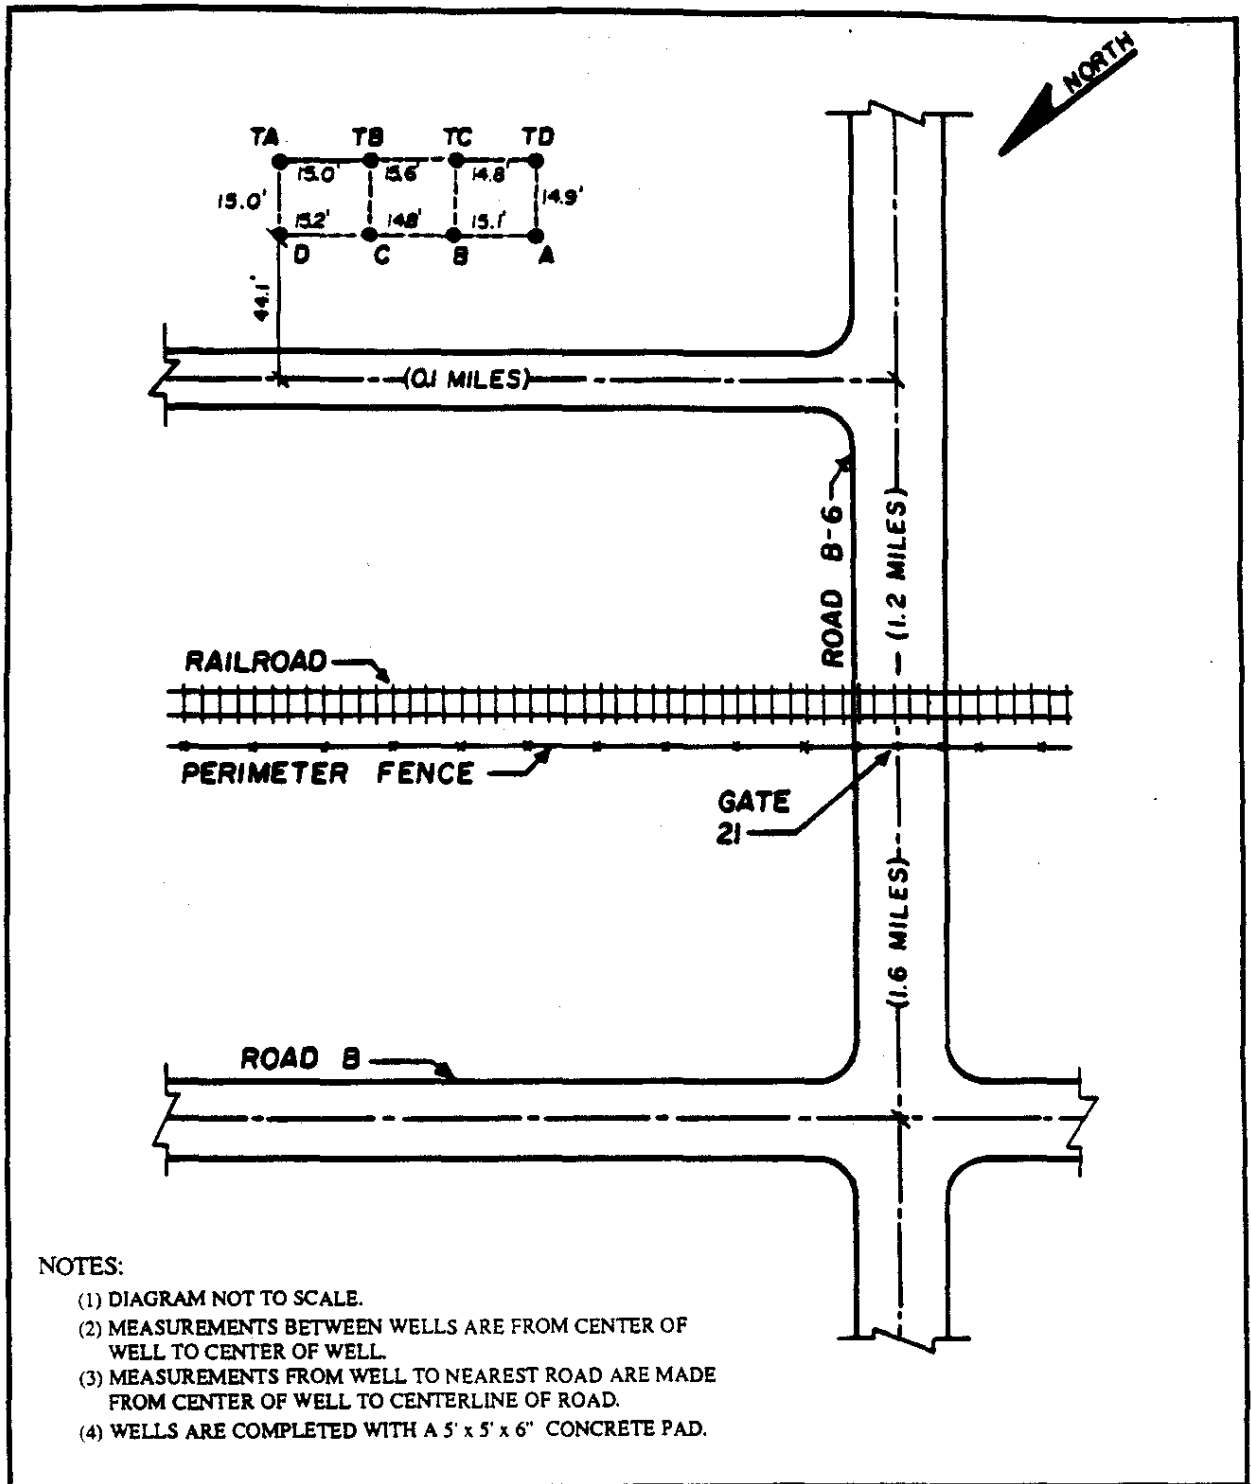 NORTH
TA TB TC TD
15.0' 15.6' 14.8'
15.0' 14.9'
15.2' 14.8' 15.1'
D C B A
44.1'
(0.1 MILES)
ROAD B-6
(1.2 MILES)
RAILROAD
PERIMETER FENCE
GATE
21
(1.6 MILES)
ROAD B
NOTES:
(1) DIAGRAM NOT TO SCALE.
(2) MEASUREMENTS BETWEEN WELLS ARE FROM CENTER OF
WELL TO CENTER OF WELL.
(3) MEASUREMENTS FROM WELL TO NEAREST ROAD ARE MADE
FROM CENTER OF WELL TO CENTERLINE OF ROAD.
(4) WELLS ARE COMPLETED WITH A 5' x 5' x 6" CONCRETE PAD.